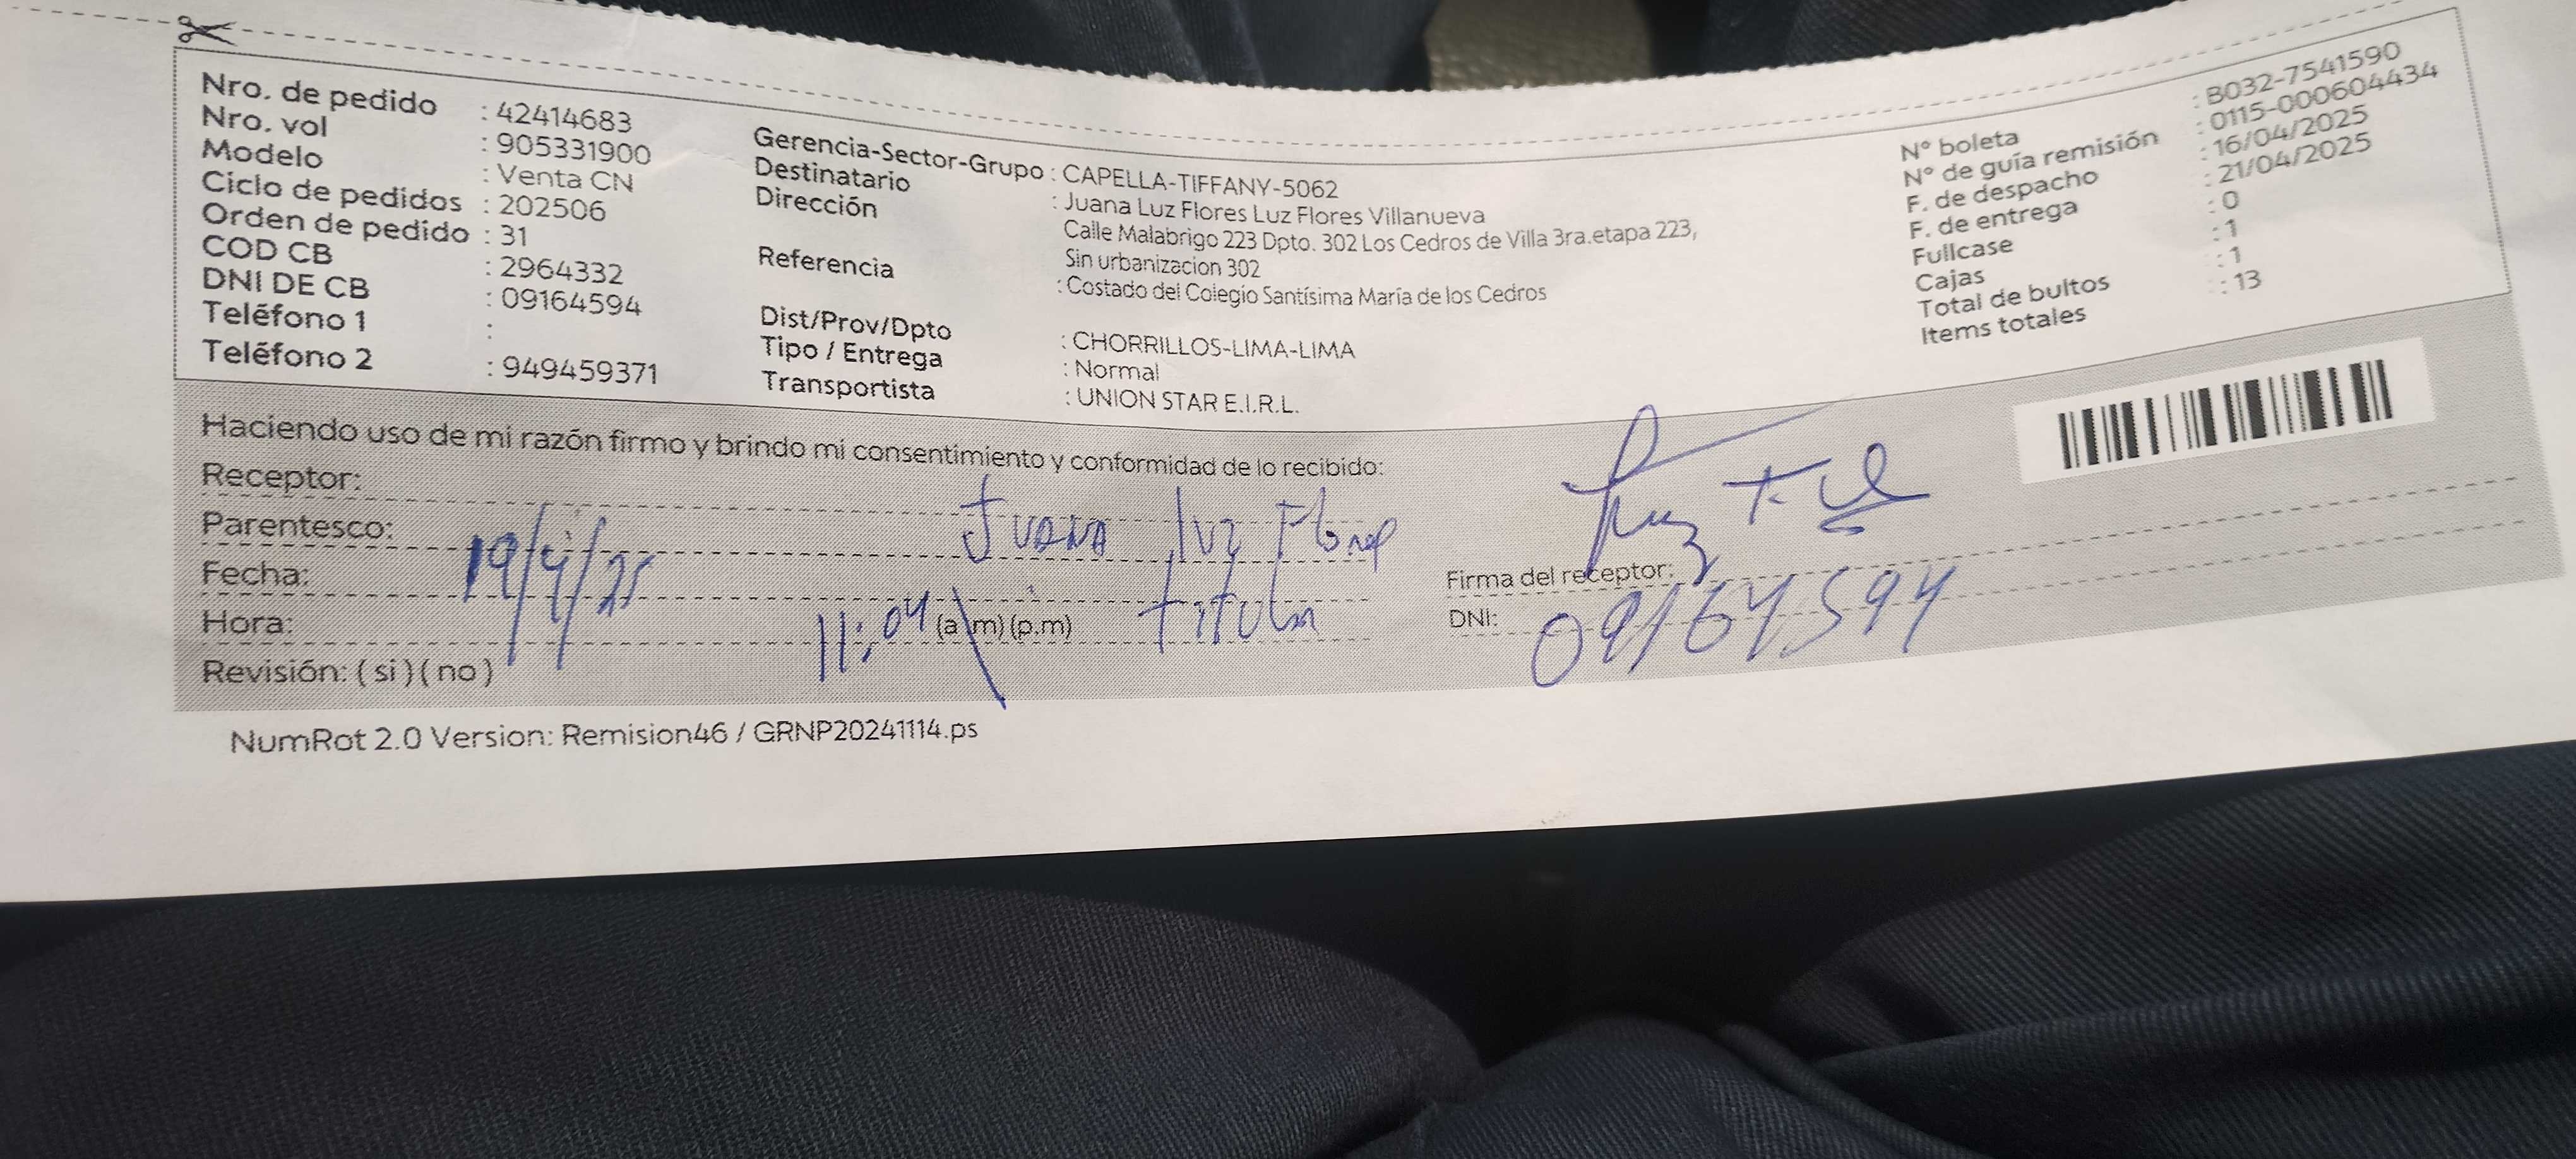 Nro. de pedido : 42414683
Nro. vol : 905331900
Modelo : Venta CN
Ciclo de pedidos : 202506
Orden de pedido : 31
COD CB : 2964332
DNI DE CB : 09164594
Teléfono 1 :
Teléfono 2 : 949459371
Gerencia-Sector-Grupo : CAPELLA-TIFFANY-5062
Destinatario : Juana Luz Flores Luz Flores Villanueva
Dirección : Calle Malabrigo 223 Dpto. 302 Los Cedros de Villa 3ra.etapa 223,
Sin urbanizacion 302
Referencia : Costado del Colegio Santísima María de los Cedros
Dist/Prov/Dpto : CHORRILLOS-LIMA-LIMA
Tipo / Entrega : Normal
Transportista : UNION STAR E.I.R.L.
N° boleta : B032-7541590
N° de guía remisión : 0115-000604434
F. de despacho : 16/04/2025
F. de entrega : 21/04/2025
Fullcase : 0
Cajas : 1
Total de bultos : 1
Items totales : 13
Haciendo uso de mi razón firmo y brindo mi consentimiento y conformidad de lo recibido:
Receptor:
Parentesco: Juana Luz Flores
Fecha: 19/4/25
Hora: 11:04 (a.m) (p.m) titular
Revisión: ( si ) ( no )
Firma del receptor:
DNI: 09164594
NumRot 2.0 Version: Remision46 / GRNP20241114.ps